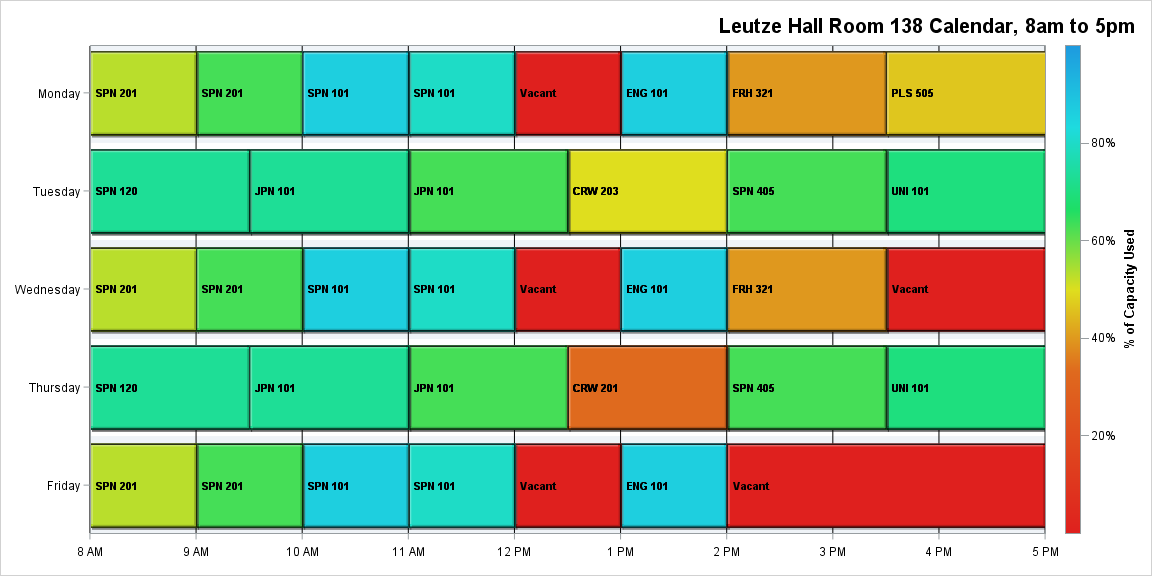 Leutze Hall Room 138 Calendar, 8am to 5pm
Monday
SPN 201
SPN 201
SPN 101
SPN 101
Vacant
ENG 101
FRH 321
PLS 505
Tuesday
SPN 120
JPN 101
JPN 101
CRW 203
SPN 405
UNI 101
Wednesday
SPN 201
SPN 201
SPN 101
SPN 101
Vacant
ENG 101
FRH 321
Vacant
Thursday
SPN 120
JPN 101
JPN 101
CRW 201
SPN 405
UNI 101
Friday
SPN 201
SPN 201
SPN 101
SPN 101
Vacant
ENG 101
Vacant
8 AM
9 AM
10 AM
11 AM
12 PM
1 PM
2 PM
3 PM
4 PM
5 PM
80%
60%
40%
20%
% of Capacity Used